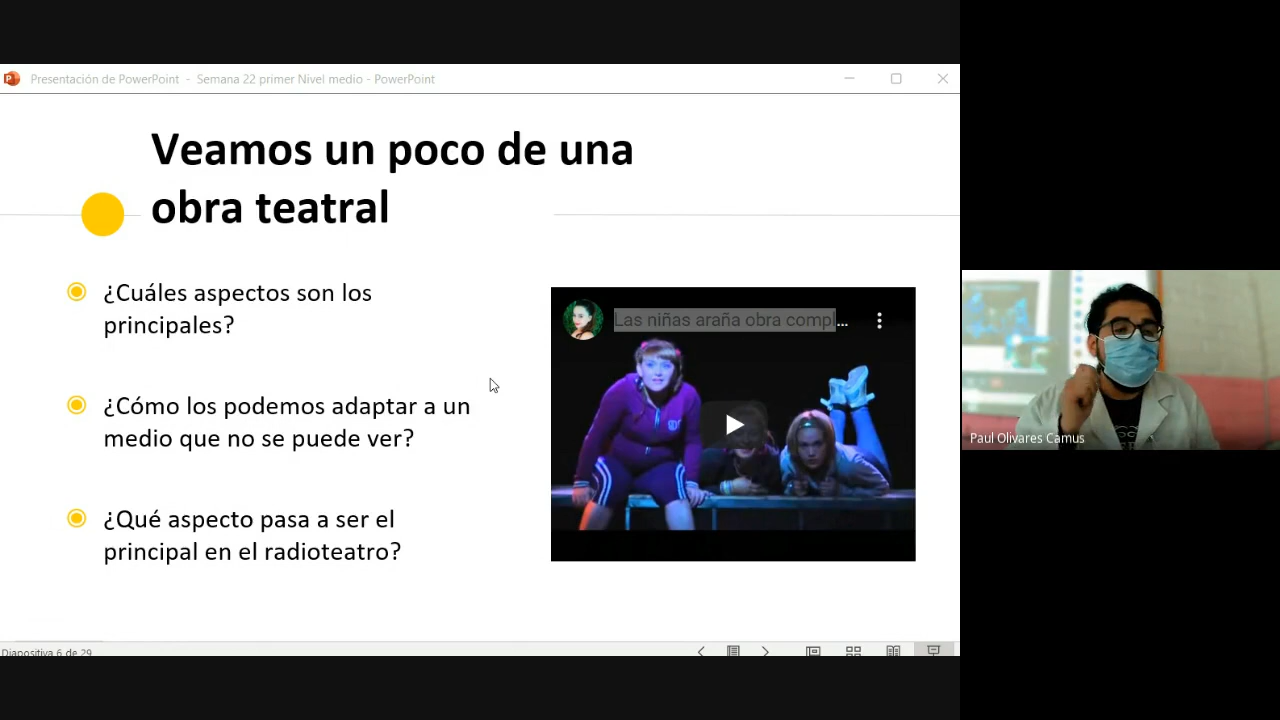 Presentación de PowerPoint - Semana 22 primer Nivel medio - PowerPoint
Veamos un poco de una
obra teatral
¿Cuáles aspectos son los
principales?
¿Cómo los podemos adaptar a un
medio que no se puede ver?
¿Qué aspecto pasa a ser el
principal en el radioteatro?
Las niñas araña obra compl...
Paul Olivares Camus
Diapositiva 6 de 29